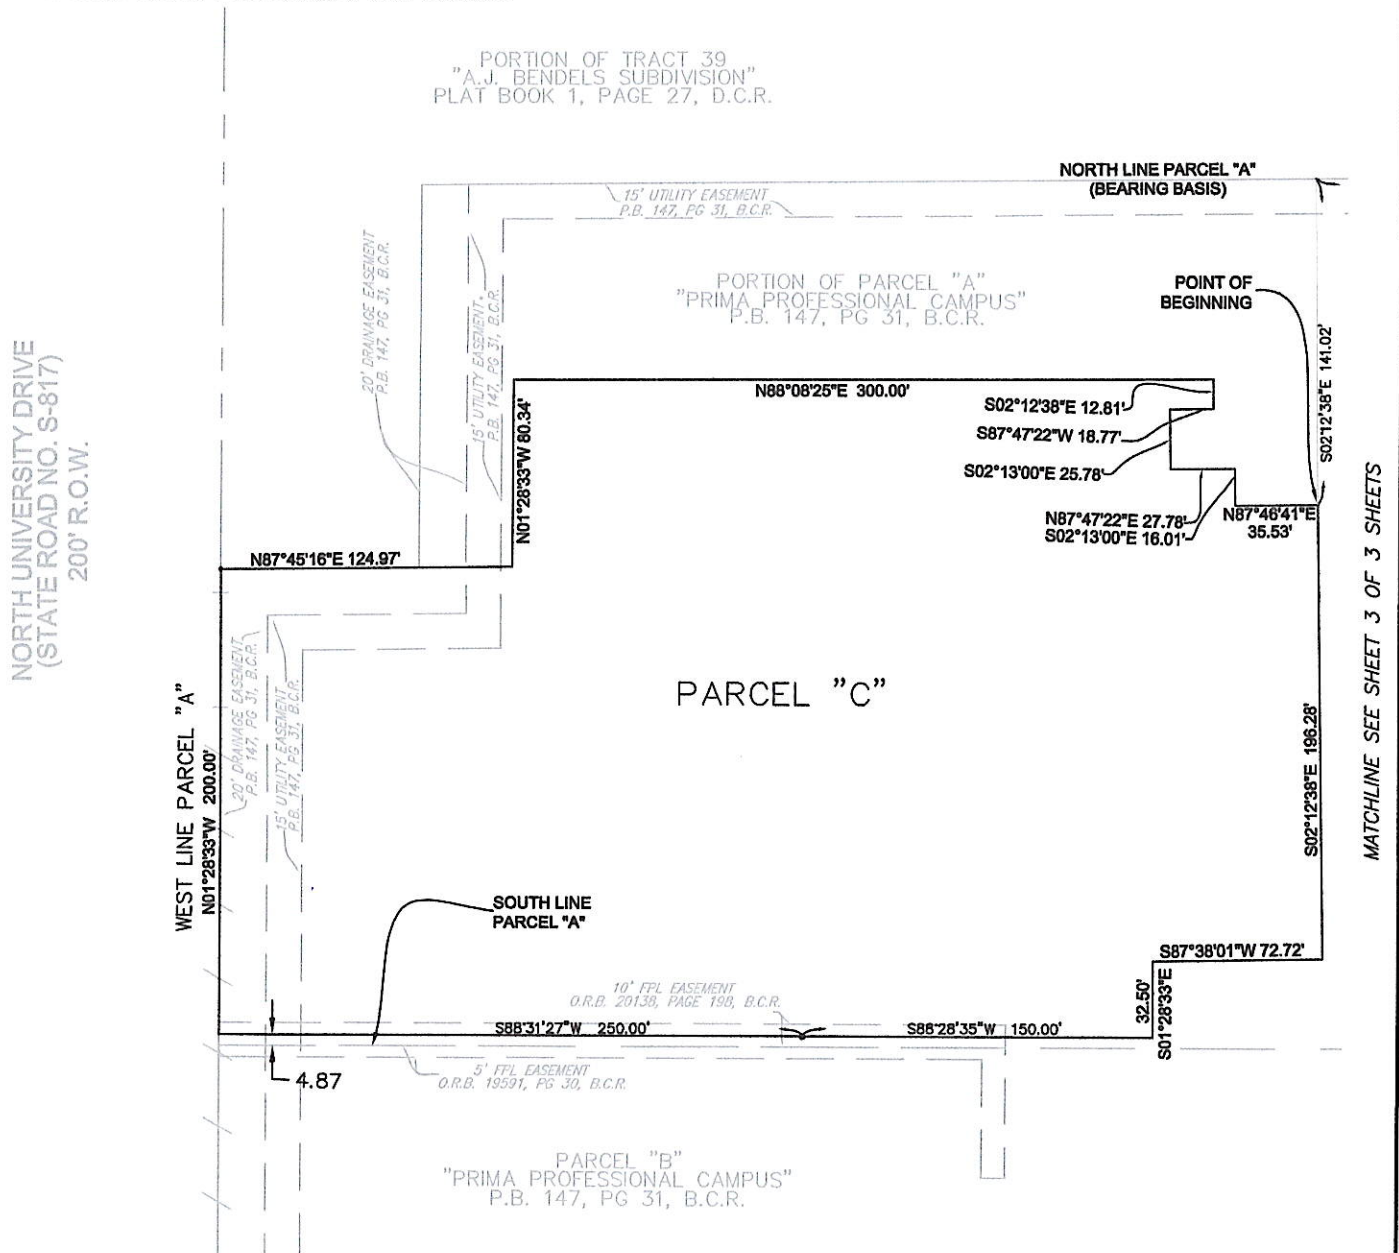 PORTION OF TRACT 39
"A.J. BENDELS SUBDIVISION"
PLAT BOOK 1, PAGE 27, D.C.R.
NORTH LINE PARCEL "A"
(BEARING BASIS)
15' UTILITY EASEMENT
P.B. 147, PG 31, B.C.R.
20' DRAINAGE EASEMENT
P.B. 147, PG 31, B.C.R.
15' UTILITY EASEMENT
P.B. 147, PG 31, B.C.R.
PORTION OF PARCEL "A"
"PRIMA PROFESSIONAL CAMPUS"
P.B. 147, PG 31, B.C.R.
POINT OF
BEGINNING
S02°12'38"E 141.02'
NORTH UNIVERSITY DRIVE
(STATE ROAD NO. S-817)
200' R.O.W.
N88°08'25"E 300.00'
S02°12'38"E 12.81'
S87°47'22"W 18.77'
S02°13'00"E 25.78'
N87°47'22"E 27.78'
S02°13'00"E 16.01'
N87°46'41"E
35.53'
N01°28'33"W 80.34'
N87°45'16"E 124.97'
MATCHLINE SEE SHEET 3 OF 3 SHEETS
20' DRAINAGE EASEMENT
P.B. 147, PG 31, B.C.R.
15' UTILITY EASEMENT
P.B. 147, PG 31, B.C.R.
PARCEL "C"
WEST LINE PARCEL "A"
N01°28'33"W 200.00'
S02°12'38"E 196.28'
SOUTH LINE
PARCEL "A"
S87°38'01"W 72.72'
32.50'
S01°28'33"E
10' FPL EASEMENT
O.R.B. 20138, PAGE 198, B.C.R.
S88°31'27"W 250.00'
S88°28'35"W 150.00'
4.87
5' FPL EASEMENT
O.R.B. 19591, PG 30, B.C.R.
PARCEL "B"
"PRIMA PROFESSIONAL CAMPUS"
P.B. 147, PG 31, B.C.R.